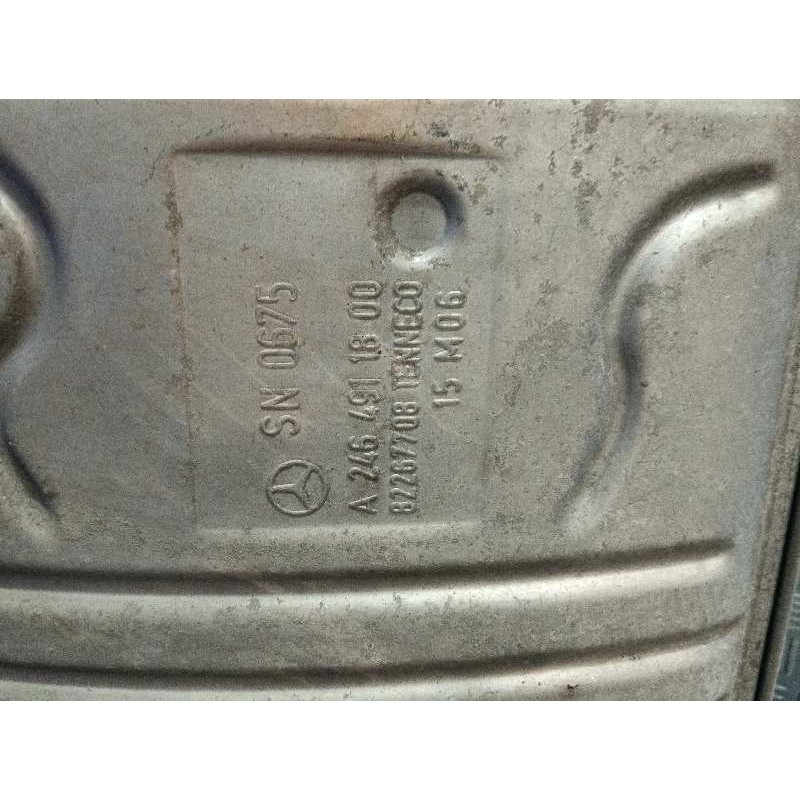 SN 0675
A 246 491 18 00
82267708 TENNECO
15 M06